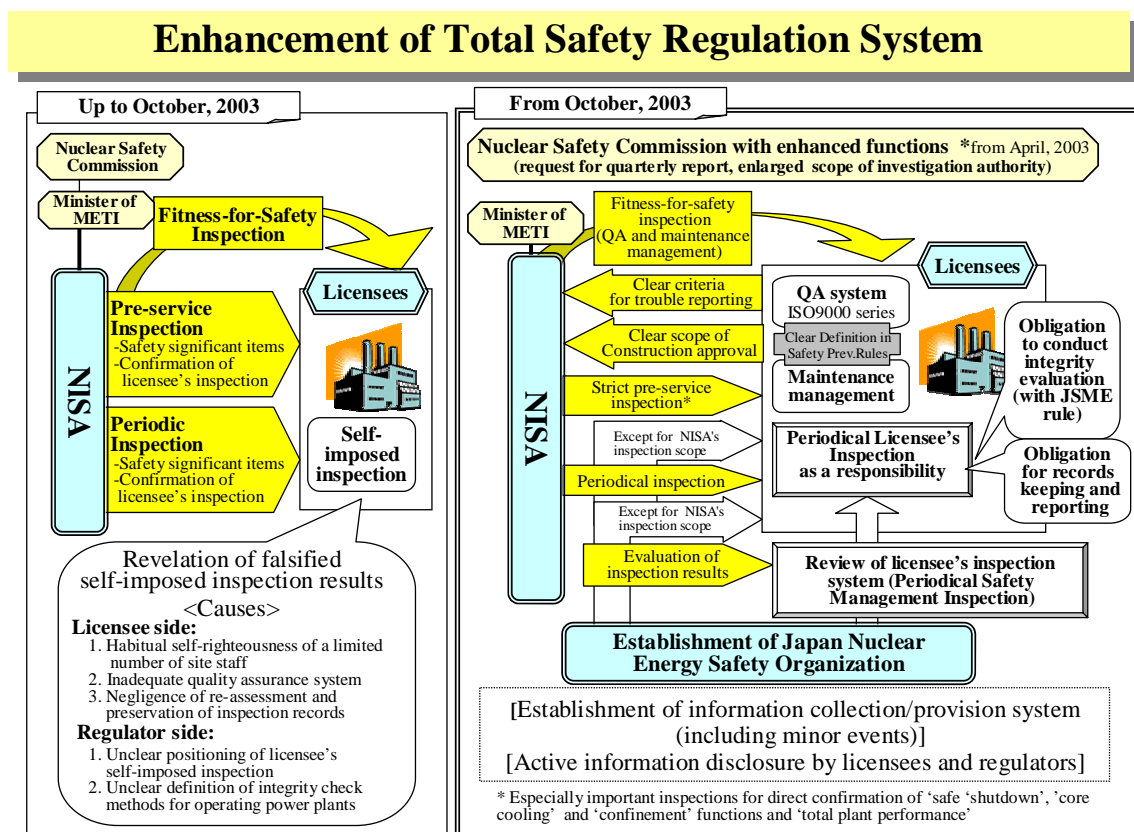 Enhancement of Total Safety Regulation System
Up to October, 2003
Nuclear Safety
Commission
Minister of
METI
Fitness-for-Safety
Inspection
NISA
Licensees
Pre-service
Inspection
-Safety significant items
-Confirmation of
licensee's inspection
Periodic
Inspection
-Safety significant items
-Confirmation of
licensee's inspection
Self-
imposed
inspection
Revelation of falsified
self-imposed inspection results
<Causes>
Licensee side:
1. Habitual self-righteousness of a limited
number of site staff
2. Inadequate quality assurance system
3. Negligence of re-assessment and
preservation of inspection records
Regulator side:
1. Unclear positioning of licensee's
self-imposed inspection
2. Unclear definition of integrity check
methods for operating power plants
From October, 2003
Nuclear Safety Commission with enhanced functions *from April, 2003
(request for quarterly report, enlarged scope of investigation authority)
Minister of
METI
Fitness-for-safety
inspection
(QA and maintenance
management)
NISA
Licensees
Clear criteria
for trouble reporting
Clear scope of
Construction approval
Strict pre-service
inspection*
Except for NISA's
inspection scope
Periodical inspection
Except for NISA's
inspection scope
Evaluation of
inspection results
QA system
ISO9000 series
Clear Definition in
Safety Prev.Rules
Maintenance
management
Obligation
to conduct
integrity
evaluation
(with JSME
rule)
Periodical Licensee's
Inspection
as a responsibility
Obligation
for records
keeping and
reporting
Review of licensee's inspection
system (Periodical Safety
Management Inspection)
Establishment of Japan Nuclear
Energy Safety Organization
[Establishment of information collection/provision system
(including minor events)]
[Active information disclosure by licensees and regulators]
* Especially important inspections for direct confirmation of 'safe 'shutdown', 'core
cooling' and 'confinement' functions and 'total plant performance'